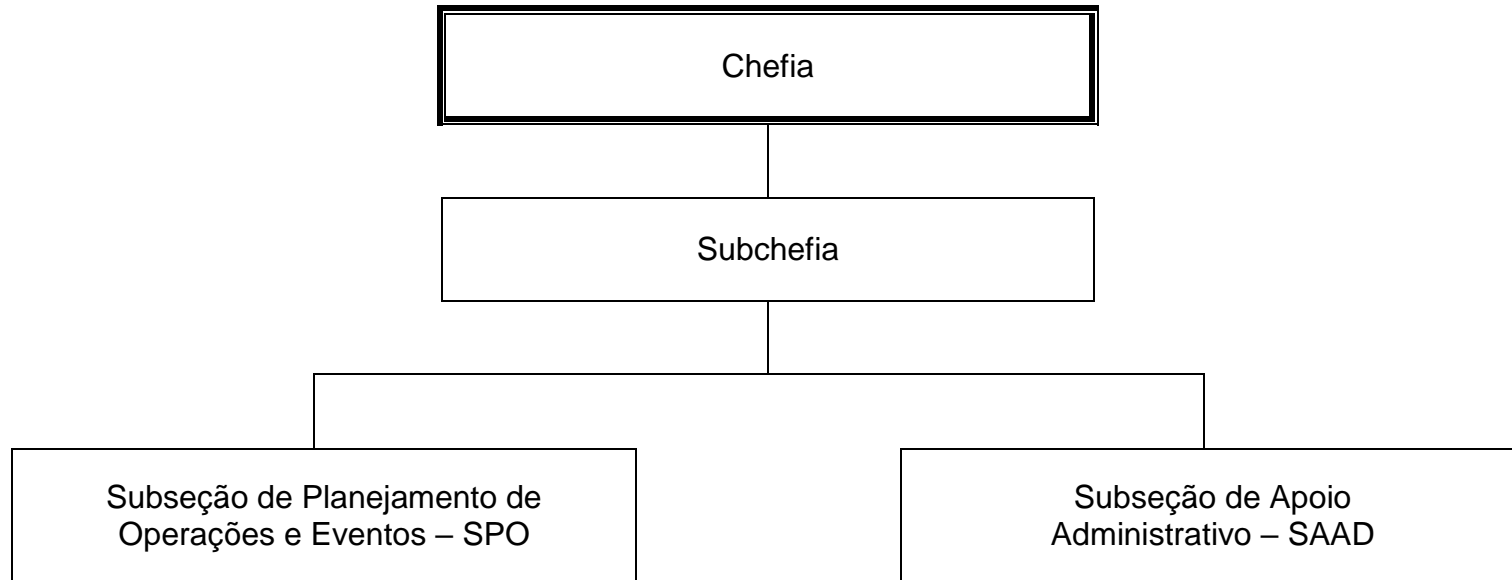 Chefia
Subchefia
Subseção de Planejamento de
Operações e Eventos – SPO
Subseção de Apoio
Administrativo – SAAD